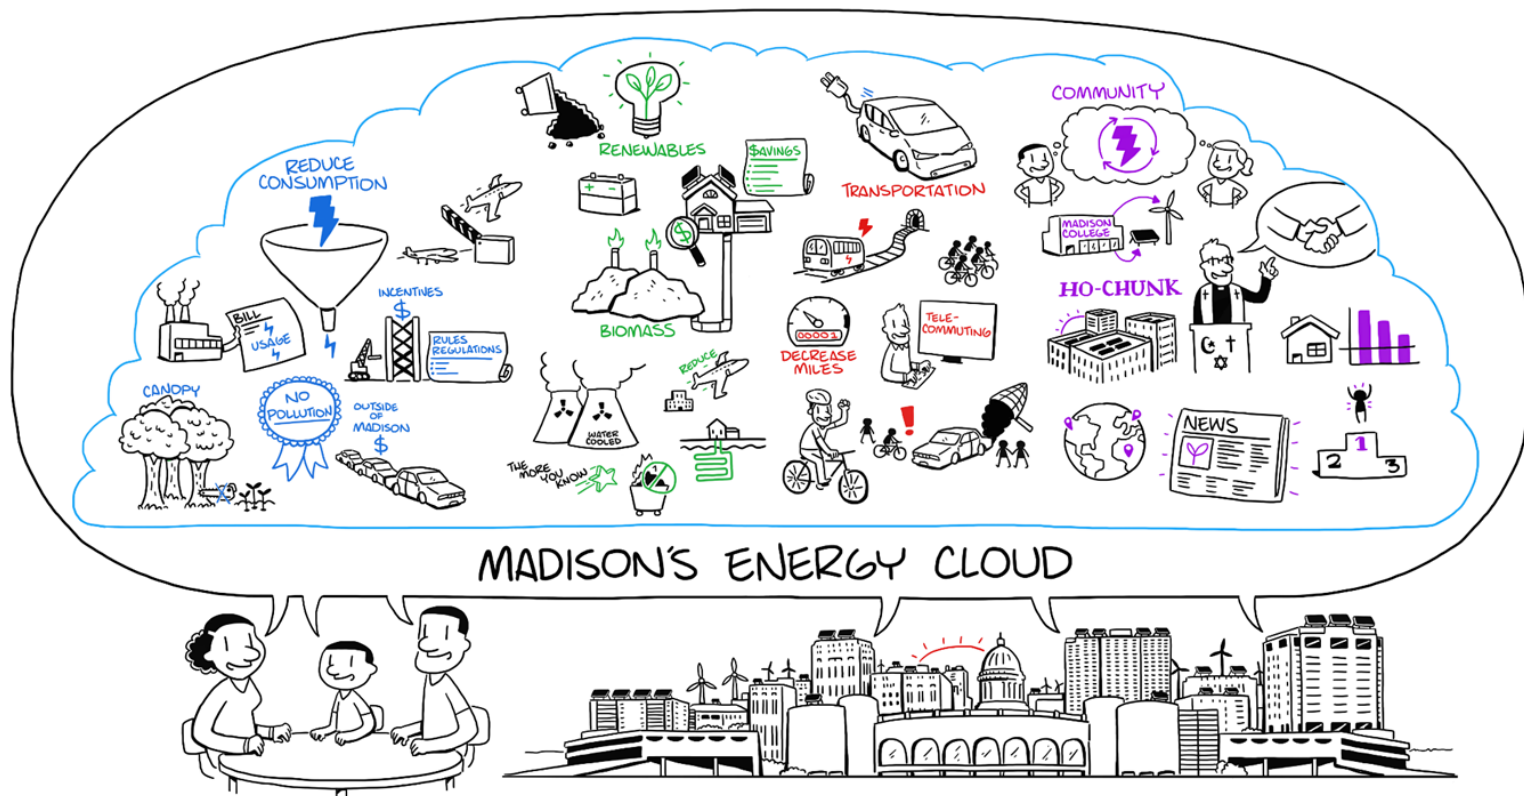 REDUCE
CONSUMPTION
BILL
USAGE
INCENTIVES
$
RULES
REGULATIONS
CANOPY
NO
POLLUTION
OUTSIDE
OF
MADISON
$
RENEWABLES
$AVINGS
+ -
$
BIOMASS
REDUCE
WATER
COOLED
THE
MORE
YOU
KNOW
TRANSPORTATION
00001
DECREASE
MILES
TELE-
COMMUTING
!
COMMUNITY
MADISON
COLLEGE
HO-CHUNK
NEWS
1
2
3
MADISON'S ENERGY CLOUD